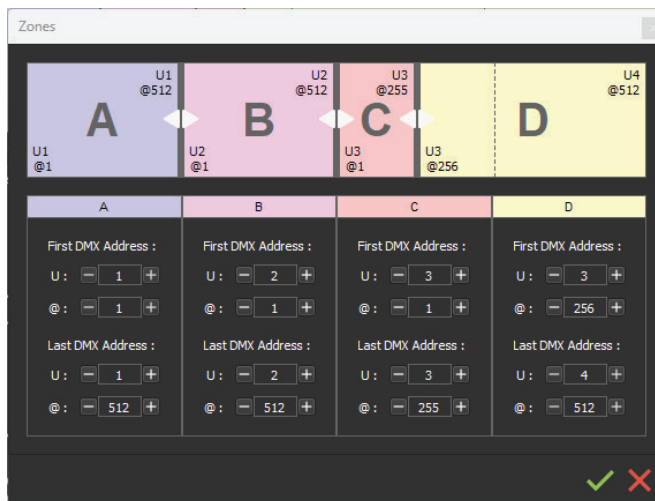 Zones
U1 U2 U3 U4
@512 @512 @255 @512
A B C D
U1 U2 U3 U3
@1 @1 @1 @256
A B C D
First DMX Address : First DMX Address : First DMX Address : First DMX Address :
U : − 1 + U : − 2 + U : − 3 + U : − 3 +
@ : − 1 + @ : − 1 + @ : − 1 + @ : − 256 +
Last DMX Address : Last DMX Address : Last DMX Address : Last DMX Address :
U : − 1 + U : − 2 + U : − 3 + U : − 4 +
@ : − 512 + @ : − 512 + @ : − 255 + @ : − 512 +